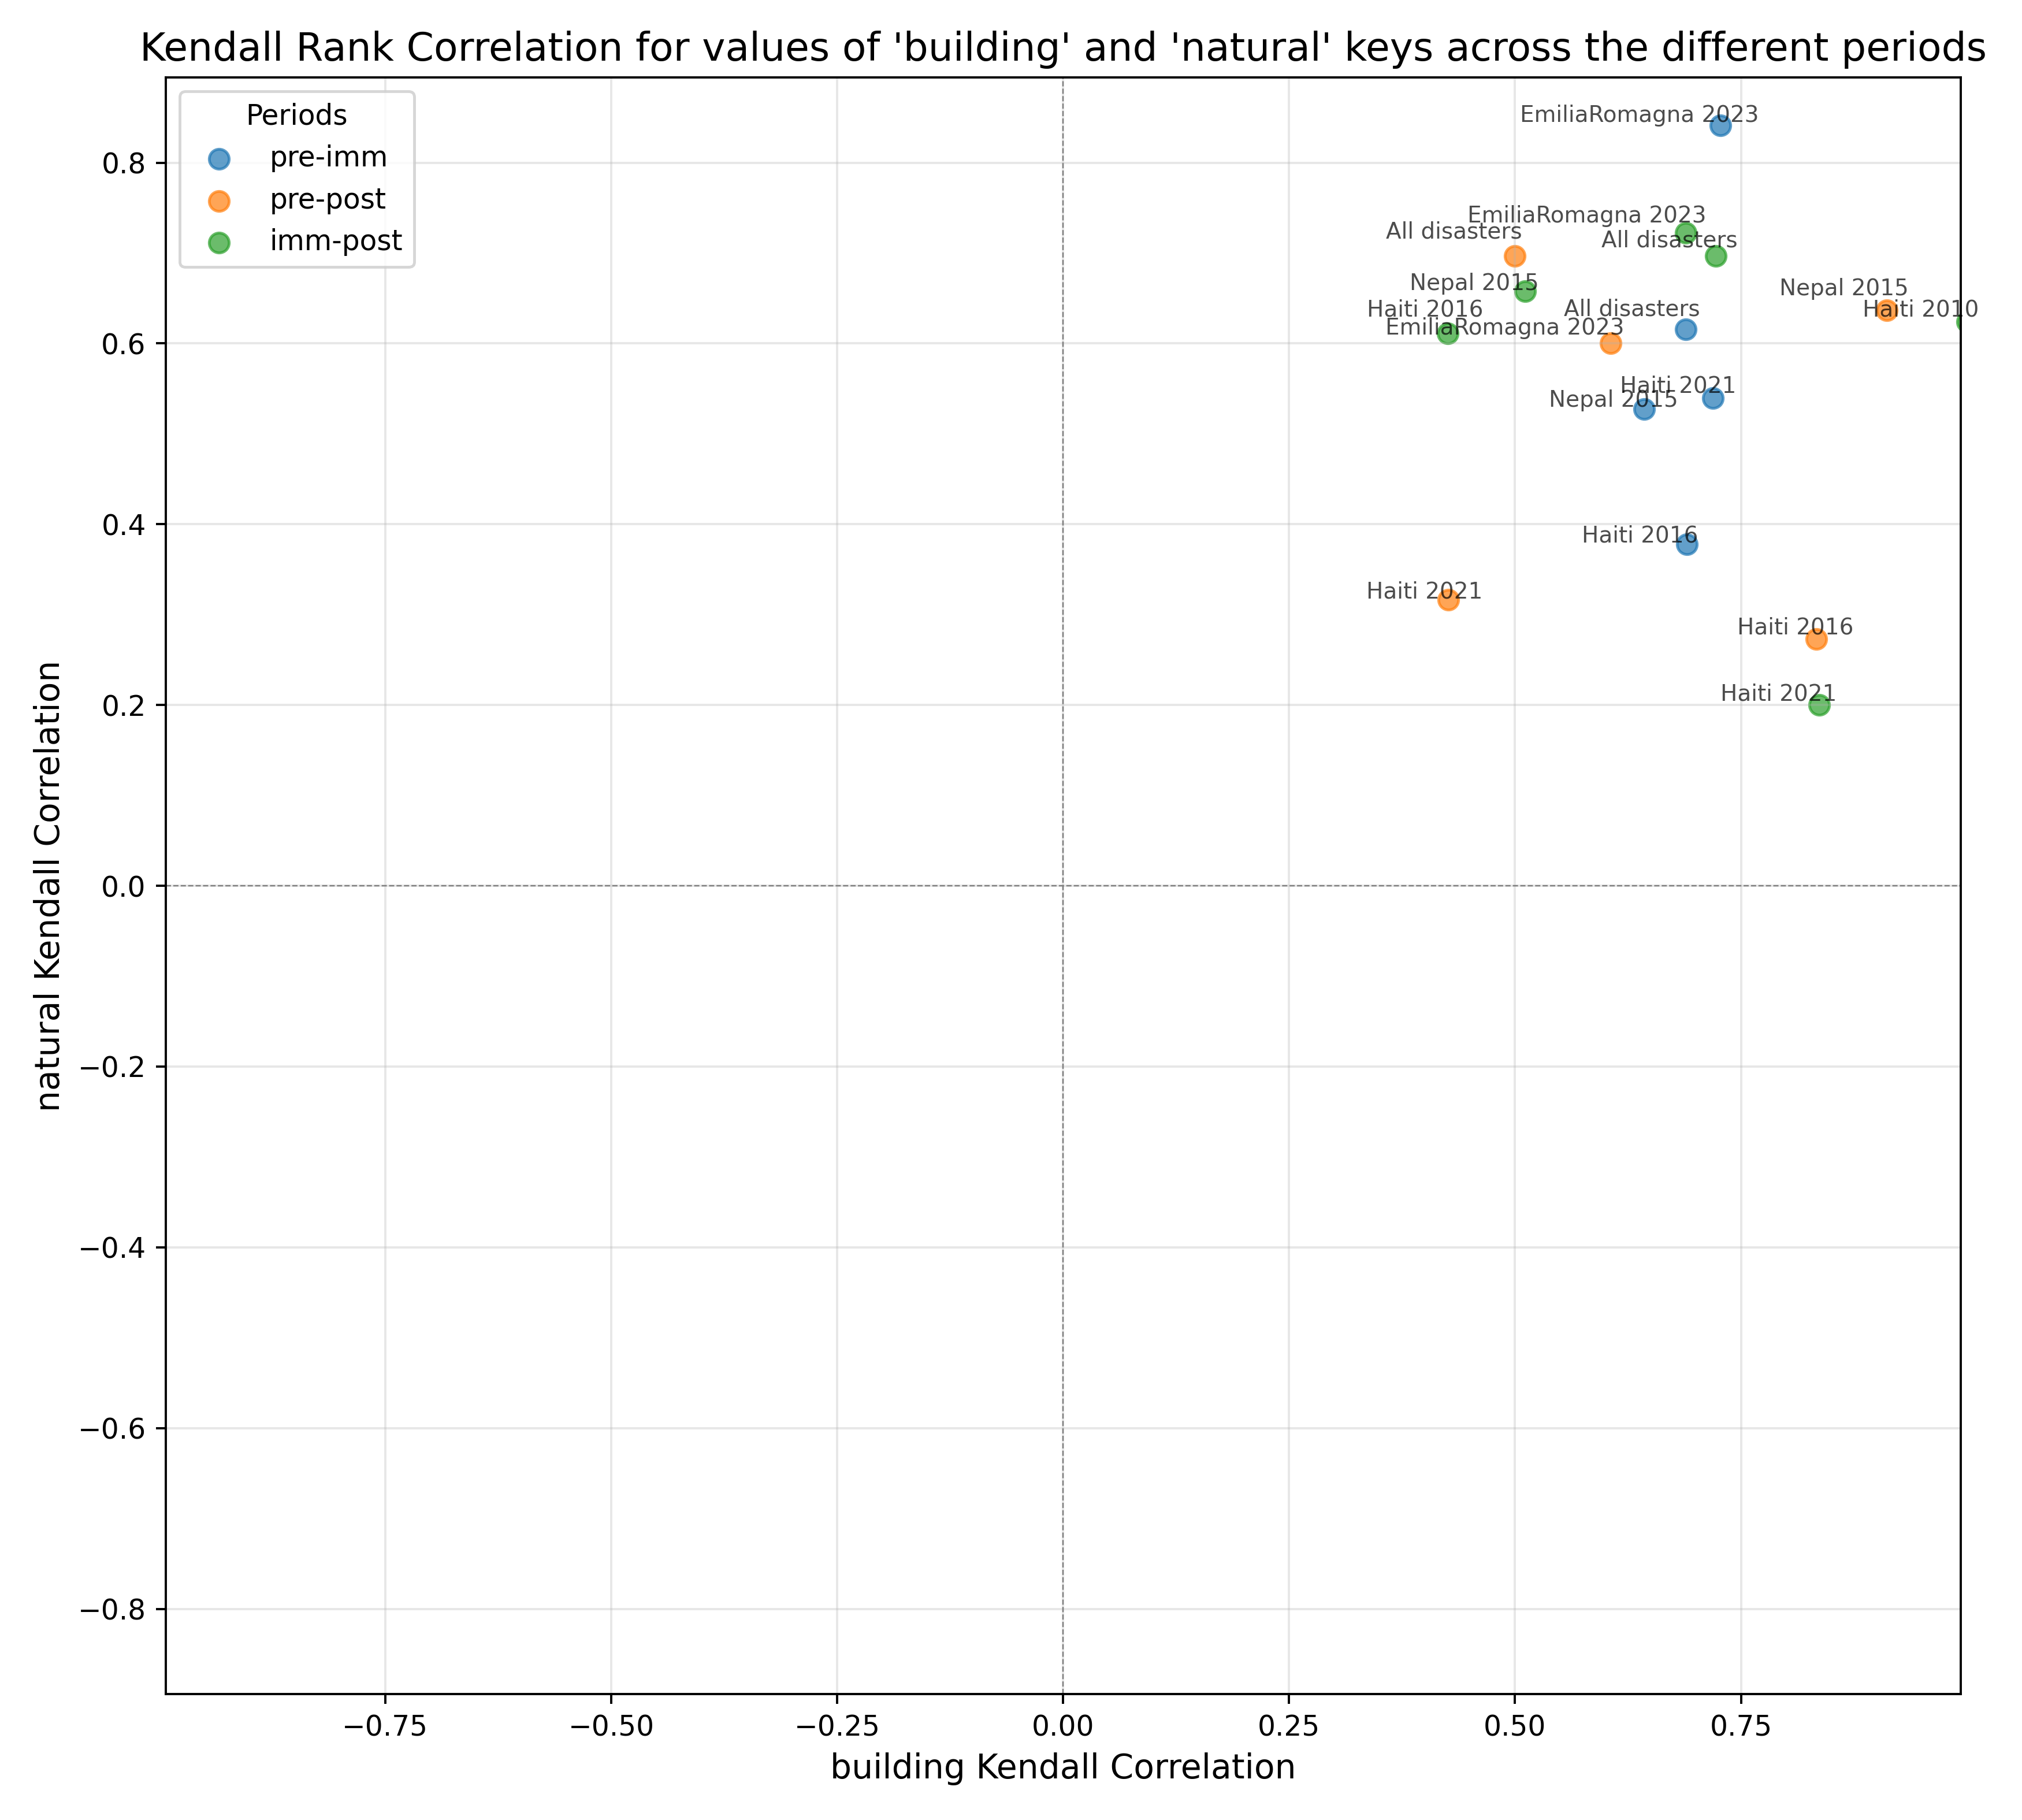 Kendall Rank Correlation for values of 'building' and 'natural' keys across the different periods
Periods
pre-imm
pre-post
imm-post
EmiliaRomagna 2023
EmiliaRomagna 2023
All disasters
All disasters
Nepal 2015
Nepal 2015
Haiti 2016
All disasters
Haiti 2010
EmiliaRomagna 2023
Haiti 2021
Nepal 2015
Haiti 2016
Haiti 2021
Haiti 2016
Haiti 2021
0.8
0.6
0.4
0.2
0.0
−0.2
−0.4
−0.6
−0.8
natural Kendall Correlation
−0.75
−0.50
−0.25
0.00
0.25
0.50
0.75
building Kendall Correlation